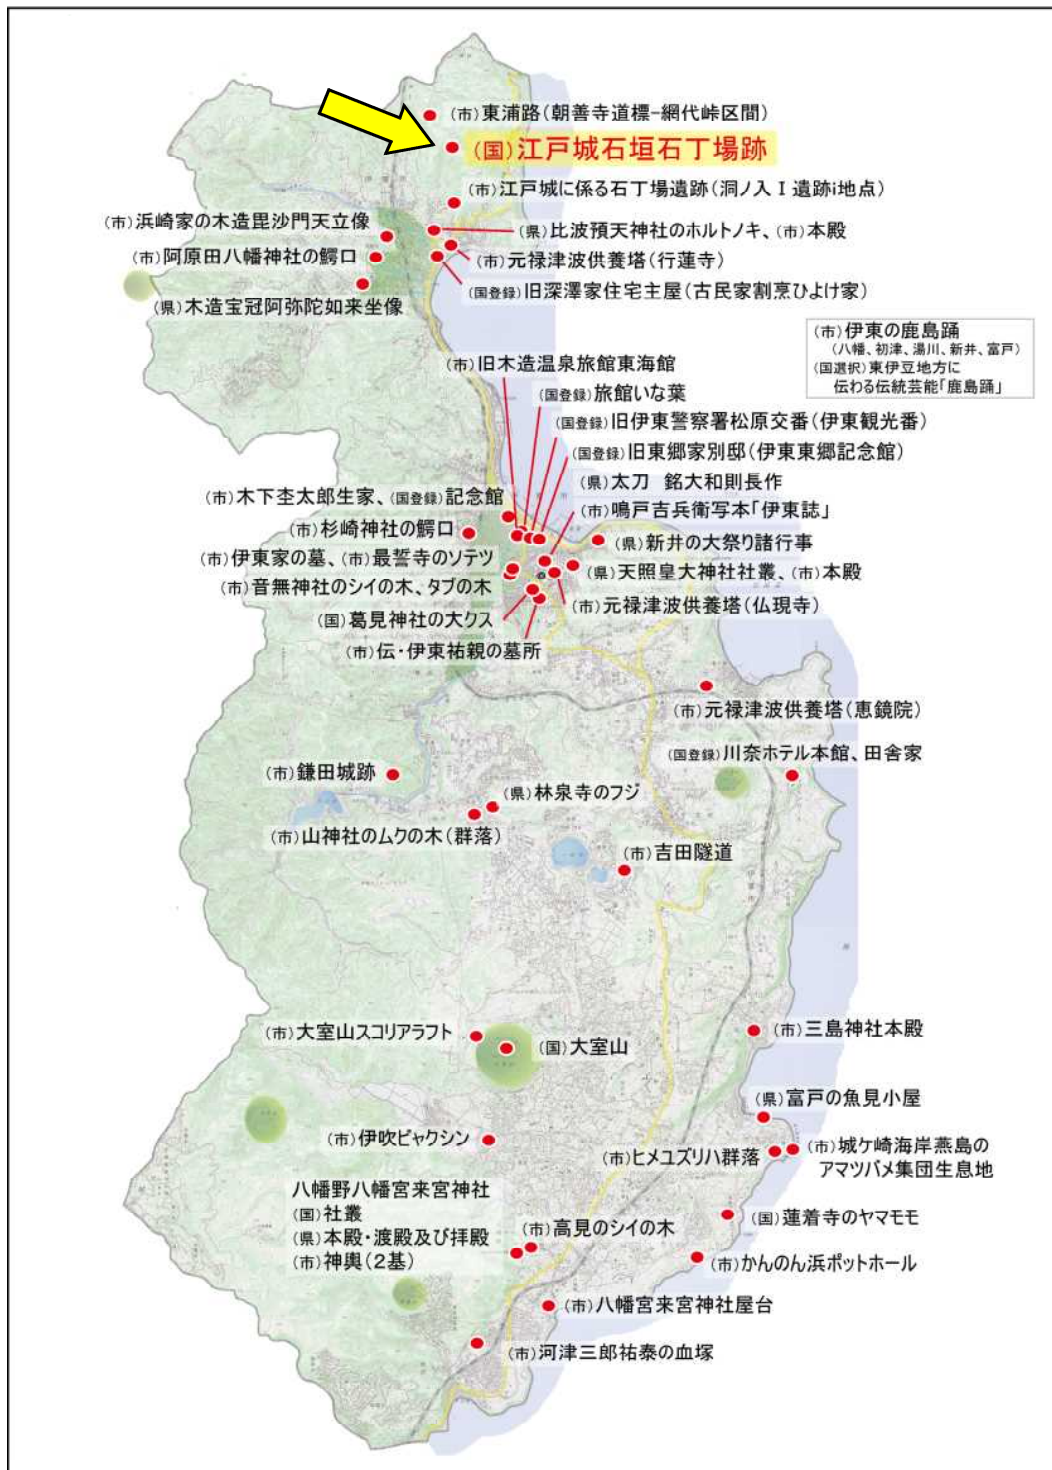 (市)東浦路(朝善寺道標-網代峠区間)
(国)江戸城石垣石丁場跡
(市)江戸城に係る石丁場遺跡(洞ノ入Ⅰ遺跡i地点)
(市)浜崎家の木造毘沙門天立像
(県)比波預天神社のホルトノキ、(市)本殿
(市)阿原田八幡神社の鰐口
(市)元禄津波供養塔(行蓮寺)
(県)木造宝冠阿弥陀如来坐像
(国登録)旧深澤家住宅主屋(古民家割烹ひよけ家)
(市)伊東の鹿島踊
(八幡、初津、湯川、新井、富戸)
(国選択)東伊豆地方に
伝わる伝統芸能「鹿島踊」
(市)旧木造温泉旅館東海館
(国登録)旅館いな葉
(国登録)旧伊東警察署松原交番(伊東観光番)
(国登録)旧東郷家別邸(伊東東郷記念館)
(県)太刀 銘大和則長作
(市)木下杢太郎生家、(国登録)記念館
(市)鳴戸吉兵衛写本「伊東誌」
(市)杉崎神社の鰐口
(県)新井の大祭り諸行事
(市)伊東家の墓、(市)最誓寺のソテツ
(県)天照皇大神社社叢、(市)本殿
(市)音無神社のシイの木、タブの木
(市)元禄津波供養塔(仏現寺)
(国)葛見神社の大クス
(市)伝・伊東祐親の墓所
(市)元禄津波供養塔(恵鏡院)
(国登録)川奈ホテル本館、田舎家
(市)鎌田城跡
(県)林泉寺のフジ
(市)山神社のムクの木(群落)
(市)吉田隧道
(市)大室山スコリアラフト
(国)大室山
(市)三島神社本殿
(県)富戸の魚見小屋
(市)伊吹ビャクシン
(市)ヒメユズリハ群落
(市)城ケ崎海岸燕島の
アマツバメ集団生息地
八幡野八幡宮来宮神社
(国)社叢
(県)本殿・渡殿及び拝殿
(市)神輿(2基)
(市)高見のシイの木
(国)蓮着寺のヤマモモ
(市)かんのん浜ポットホール
(市)八幡宮来宮神社屋台
(市)河津三郎祐泰の血塚